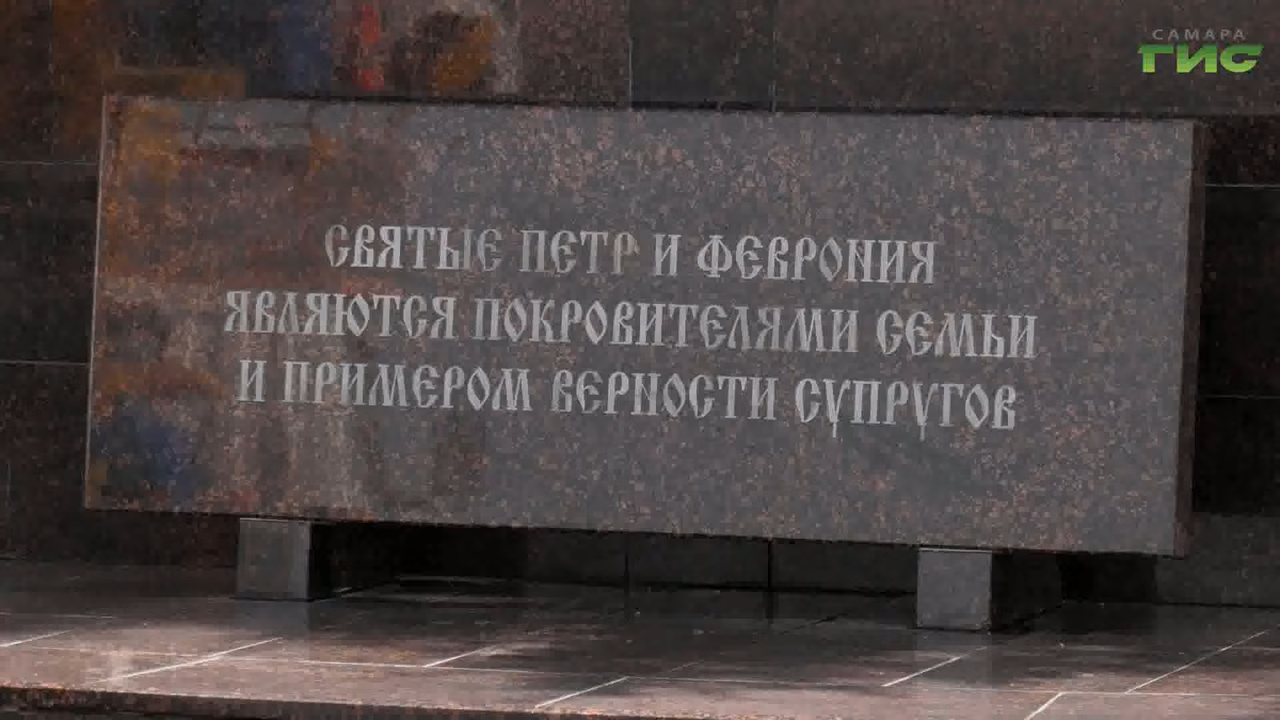 САМАРА
ГИС
СВЯТЫЕ ПЕТР И ФЕВРОНИЯ
ЯВЛЯЮТСЯ ПОКРОВИТЕЛЯМИ СЕМЬИ
И ПРИМЕРОМ ВЕРНОСТИ СУПРУГОВ